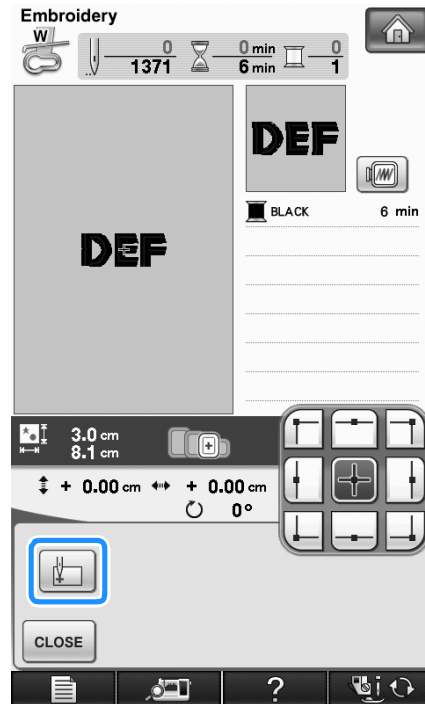 Embroidery
W
0 0 min 0
1371 6 min 1
DEF
DEF
BLACK 6 min
3.0 cm
8.1 cm
+ 0.00 cm + 0.00 cm
0°
CLOSE
?